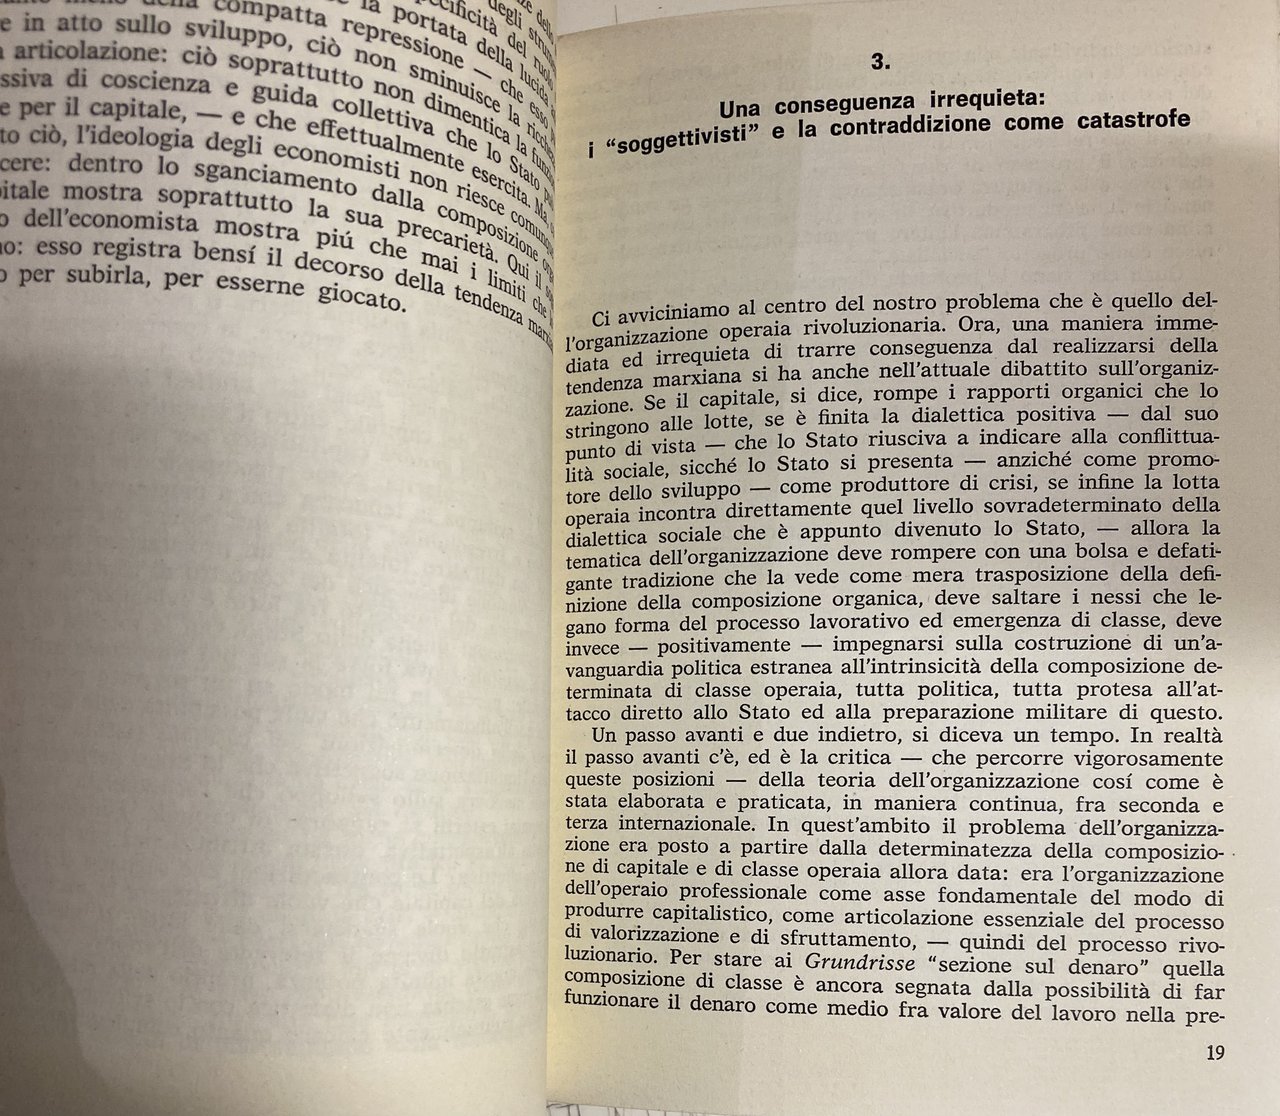 compatta repressione — che esso
e in atto sullo sviluppo, ciò non sminuisce la
articolazione: ciò soprattutto non dimentica la
ssiva di coscienza e guida collettiva che lo Stato
e per il capitale, — e che effettualmente esercita. Ma,
to ciò, l'ideologia degli economisti non riesce
cere: dentro lo sganciamento dalla composizione
pitale mostra soprattutto la sua precarietà. Qui il
o dell'economista mostra piú che mai i limiti che
no: esso registra bensí il decorso della tendenza
o per subirla, per esserne giocato.
3.
Una conseguenza irrequieta:
i “soggettivisti” e la contraddizione come catastrofe
Ci avviciniamo al centro del nostro problema che è quello del-
l'organizzazione operaia rivoluzionaria. Ora, una maniera imme-
diata ed irrequieta di trarre conseguenza dal realizzarsi della
tendenza marxiana si ha anche nell'attuale dibattito sull'organiz-
zazione. Se il capitale, si dice, rompe i rapporti organici che lo
stringono alle lotte, se è finita la dialettica positiva — dal suo
punto di vista — che lo Stato riusciva a indicare alla conflittua-
lità sociale, sicché lo Stato si presenta — anziché come promo-
tore dello sviluppo — come produttore di crisi, se infine la lotta
operaia incontra direttamente quel livello sovradeterminato della
dialettica sociale che è appunto divenuto lo Stato, — allora la
tematica dell'organizzazione deve rompere con una bolsa e defati-
gante tradizione che la vede come mera trasposizione della defi-
nizione della composizione organica, deve saltare i nessi che le-
gano forma del processo lavorativo ed emergenza di classe, deve
invece — positivamente — impegnarsi sulla costruzione di un'a-
vanguardia politica estranea all'intrinsicità della composizione de-
terminata di classe operaia, tutta politica, tutta protesa all'at-
tacco diretto allo Stato ed alla preparazione militare di questo.
Un passo avanti e due indietro, si diceva un tempo. In realtà
il passo avanti c'è, ed è la critica — che percorre vigorosamente
queste posizioni — della teoria dell'organizzazione cosí come è
stata elaborata e praticata, in maniera continua, fra seconda e
terza internazionale. In quest'ambito il problema dell'organizza-
zione era posto a partire dalla determinatezza della composizio-
ne di capitale e di classe operaia allora data: era l'organizzazione
dell'operaio professionale come asse fondamentale del modo di
produrre capitalistico, come articolazione essenziale del processo
di valorizzazione e di sfruttamento, — quindi del processo rivo-
luzionario. Per stare ai Grundrisse “sezione sul denaro” quella
composizione di classe è ancora segnata dalla possibilità di far
funzionare il denaro come medio fra valore del lavoro nella pre-
19